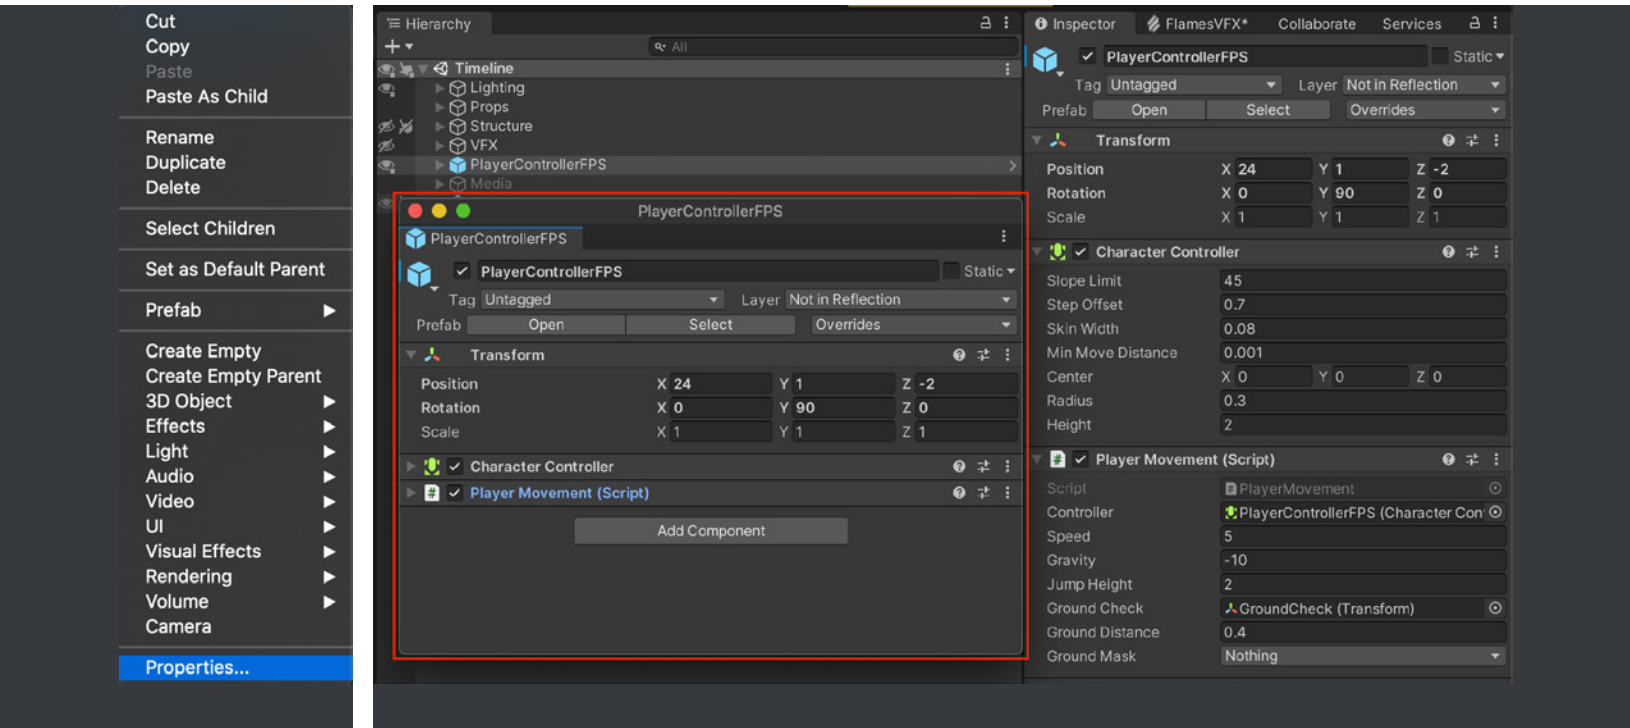 Cut
Copy
Paste
Paste As Child
Rename
Duplicate
Delete
Select Children
Set as Default Parent
Prefab
Create Empty
Create Empty Parent
3D Object
Effects
Light
Audio
Video
UI
Visual Effects
Rendering
Volume
Camera
Properties...
Hierarchy
All
Timeline
Lighting
Props
Structure
VFX
PlayerControllerFPS
Media
PlayerControllerFPS
PlayerControllerFPS
PlayerControllerFPS Static
Tag Untagged Layer Not in Reflection
Prefab Open Select Overrides
Transform
Position X 24 Y 1 Z -2
Rotation X 0 Y 90 Z 0
Scale X 1 Y 1 Z 1
Character Controller
# Player Movement (Script)
Add Component
Inspector FlamesVFX* Collaborate Services
PlayerControllerFPS Static
Tag Untagged Layer Not in Reflection
Prefab Open Select Overrides
Transform
Position X 24 Y 1 Z -2
Rotation X 0 Y 90 Z 0
Scale X 1 Y 1 Z 1
Character Controller
Slope Limit 45
Step Offset 0.7
Skin Width 0.08
Min Move Distance 0.001
Center X 0 Y 0 Z 0
Radius 0.3
Height 2
# Player Movement (Script)
Script # PlayerMovement
Controller PlayerControllerFPS (Character Con
Speed 5
Gravity -10
Jump Height 2
Ground Check GroundCheck (Transform)
Ground Distance 0.4
Ground Mask Nothing